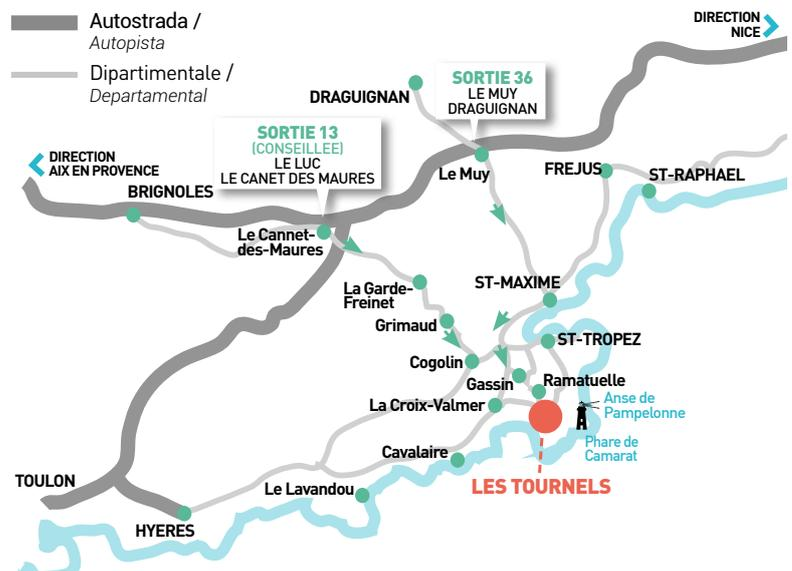 Autostrada /
Autopista
Dipartimentale /
Departamental
DIRECTION
NICE
DRAGUIGNAN
SORTIE 36
LE MUY
DRAGUIGNAN
SORTIE 13
(CONSEILLEE)
LE LUC
LE CANET DES MAURES
DIRECTION
AIX EN PROVENCE
BRIGNOLES
Le Muy
FREJUS
ST-RAPHAEL
Le Cannet-
des-Maures
La Garde-
Freinet
ST-MAXIME
Grimaud
ST-TROPEZ
Cogolin
Gassin
Ramatuelle
La Croix-Valmer
Anse de
Pampelonne
Phare de
Camarat
Cavalaire
TOULON
Le Lavandou
LES TOURNELS
HYERES